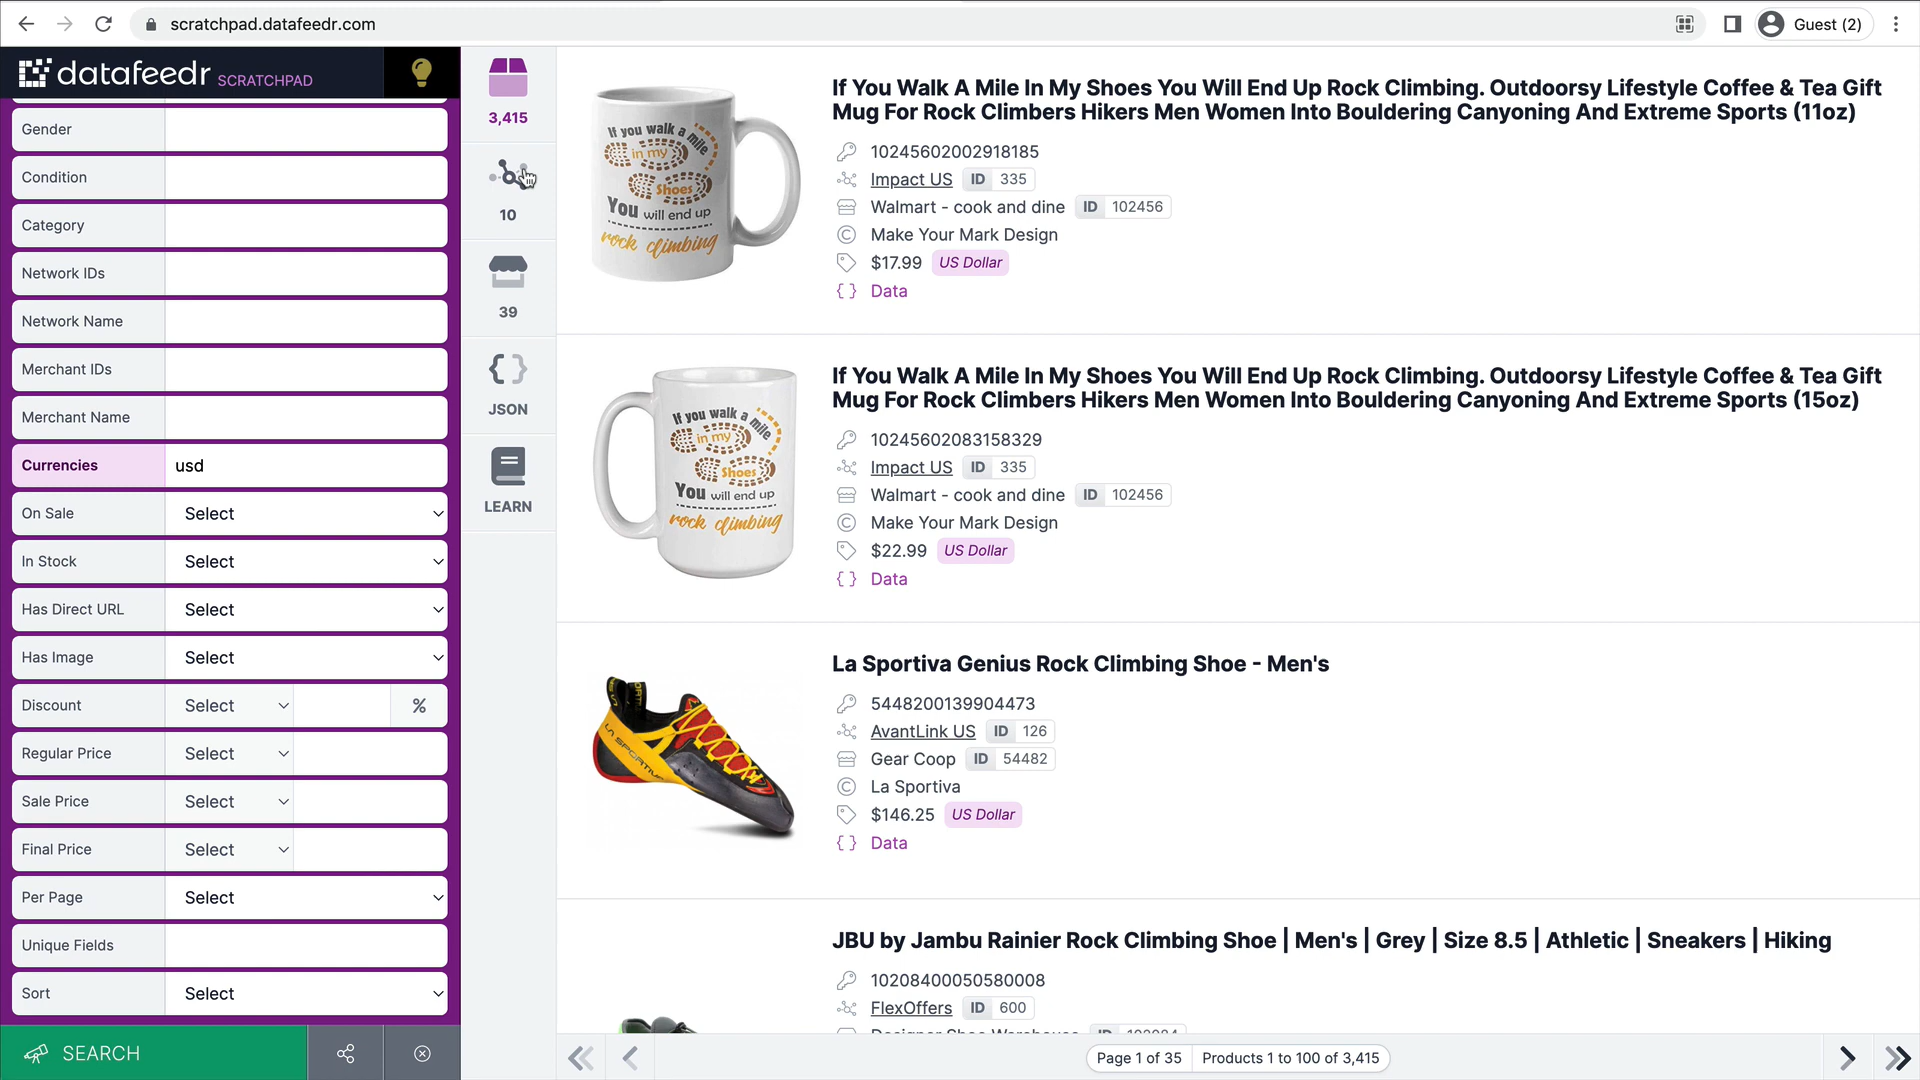 scratchpad.datafeedr.com
Guest (2)
datafeedr SCRATCHPAD
Gender
Condition
Category
Network IDs
Network Name
Merchant IDs
Merchant Name
Currencies usd
On Sale Select
In Stock Select
Has Direct URL Select
Has Image Select
Discount Select %
Regular Price Select
Sale Price Select
Final Price Select
Per Page Select
Unique Fields
Sort Select
SEARCH
3,415
10
39
JSON
LEARN
If you walk a mile
in my
Shoes
You will end up
rock climbing
If You Walk A Mile In My Shoes You Will End Up Rock Climbing. Outdoorsy Lifestyle Coffee & Tea Gift
Mug For Rock Climbers Hikers Men Women Into Bouldering Canyoning And Extreme Sports (11oz)
10245602002918185
Impact US ID 335
Walmart - cook and dine ID 102456
Make Your Mark Design
$17.99 US Dollar
{ } Data
If you walk a mile
in my
Shoes
You will end up
rock climbing
If You Walk A Mile In My Shoes You Will End Up Rock Climbing. Outdoorsy Lifestyle Coffee & Tea Gift
Mug For Rock Climbers Hikers Men Women Into Bouldering Canyoning And Extreme Sports (15oz)
10245602083158329
Impact US ID 335
Walmart - cook and dine ID 102456
Make Your Mark Design
$22.99 US Dollar
{ } Data
LA SPORTIVA
La Sportiva Genius Rock Climbing Shoe - Men's
5448200139904473
AvantLink US ID 126
Gear Coop ID 54482
La Sportiva
$146.25 US Dollar
{ } Data
JBU by Jambu Rainier Rock Climbing Shoe | Men's | Grey | Size 8.5 | Athletic | Sneakers | Hiking
10208400050580008
FlexOffers ID 600
Designer Shoe Warehouse ID 102084
Page 1 of 35 Products 1 to 100 of 3,415